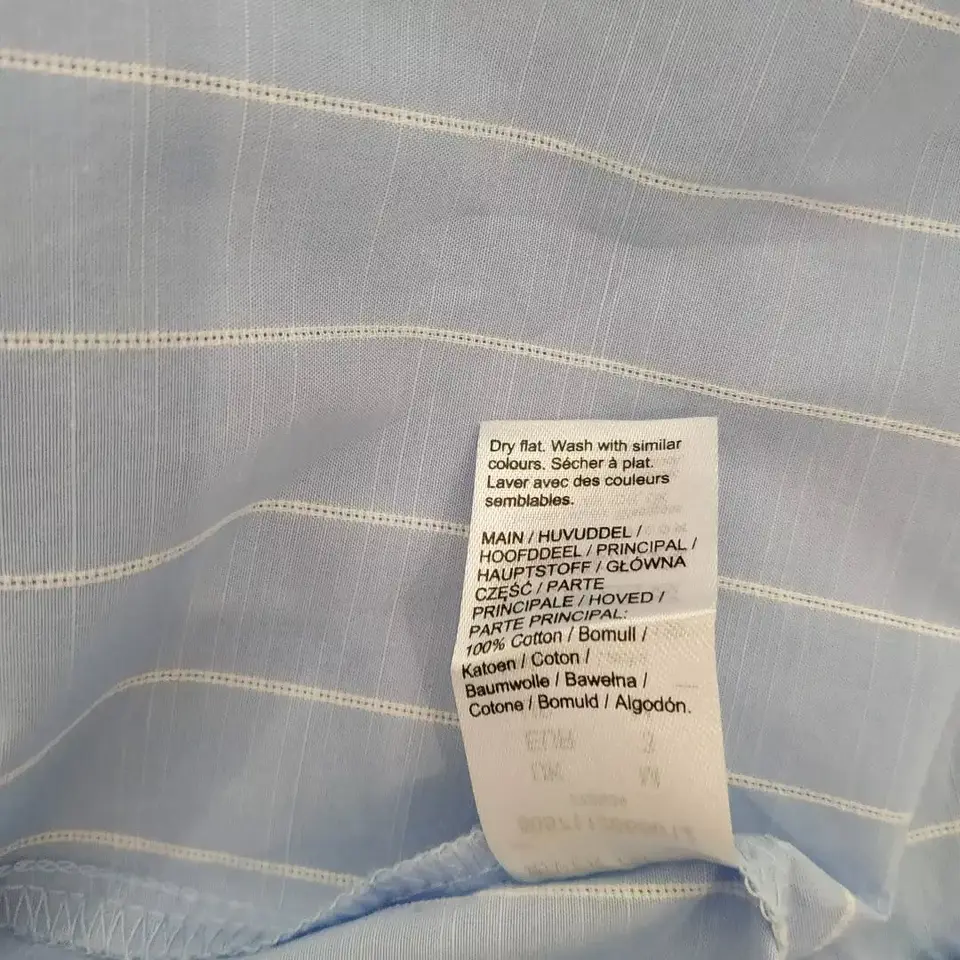 Dry flat. Wash with similar
colours. Sécher à plat.
Laver avec des couleurs
semblables.
MAIN / HUVUDDEL /
HOOFDDEEL / PRINCIPAL /
HAUPTSTOFF / GŁÓWNA
CZĘŚĆ / PARTE
PRINCIPALE / HOVED /
PARTE PRINCIPAL:
100% Cotton / Bomull /
Katoen / Coton /
Baumwolle / Bawełna /
Cotone / Bomuld / Algodón.